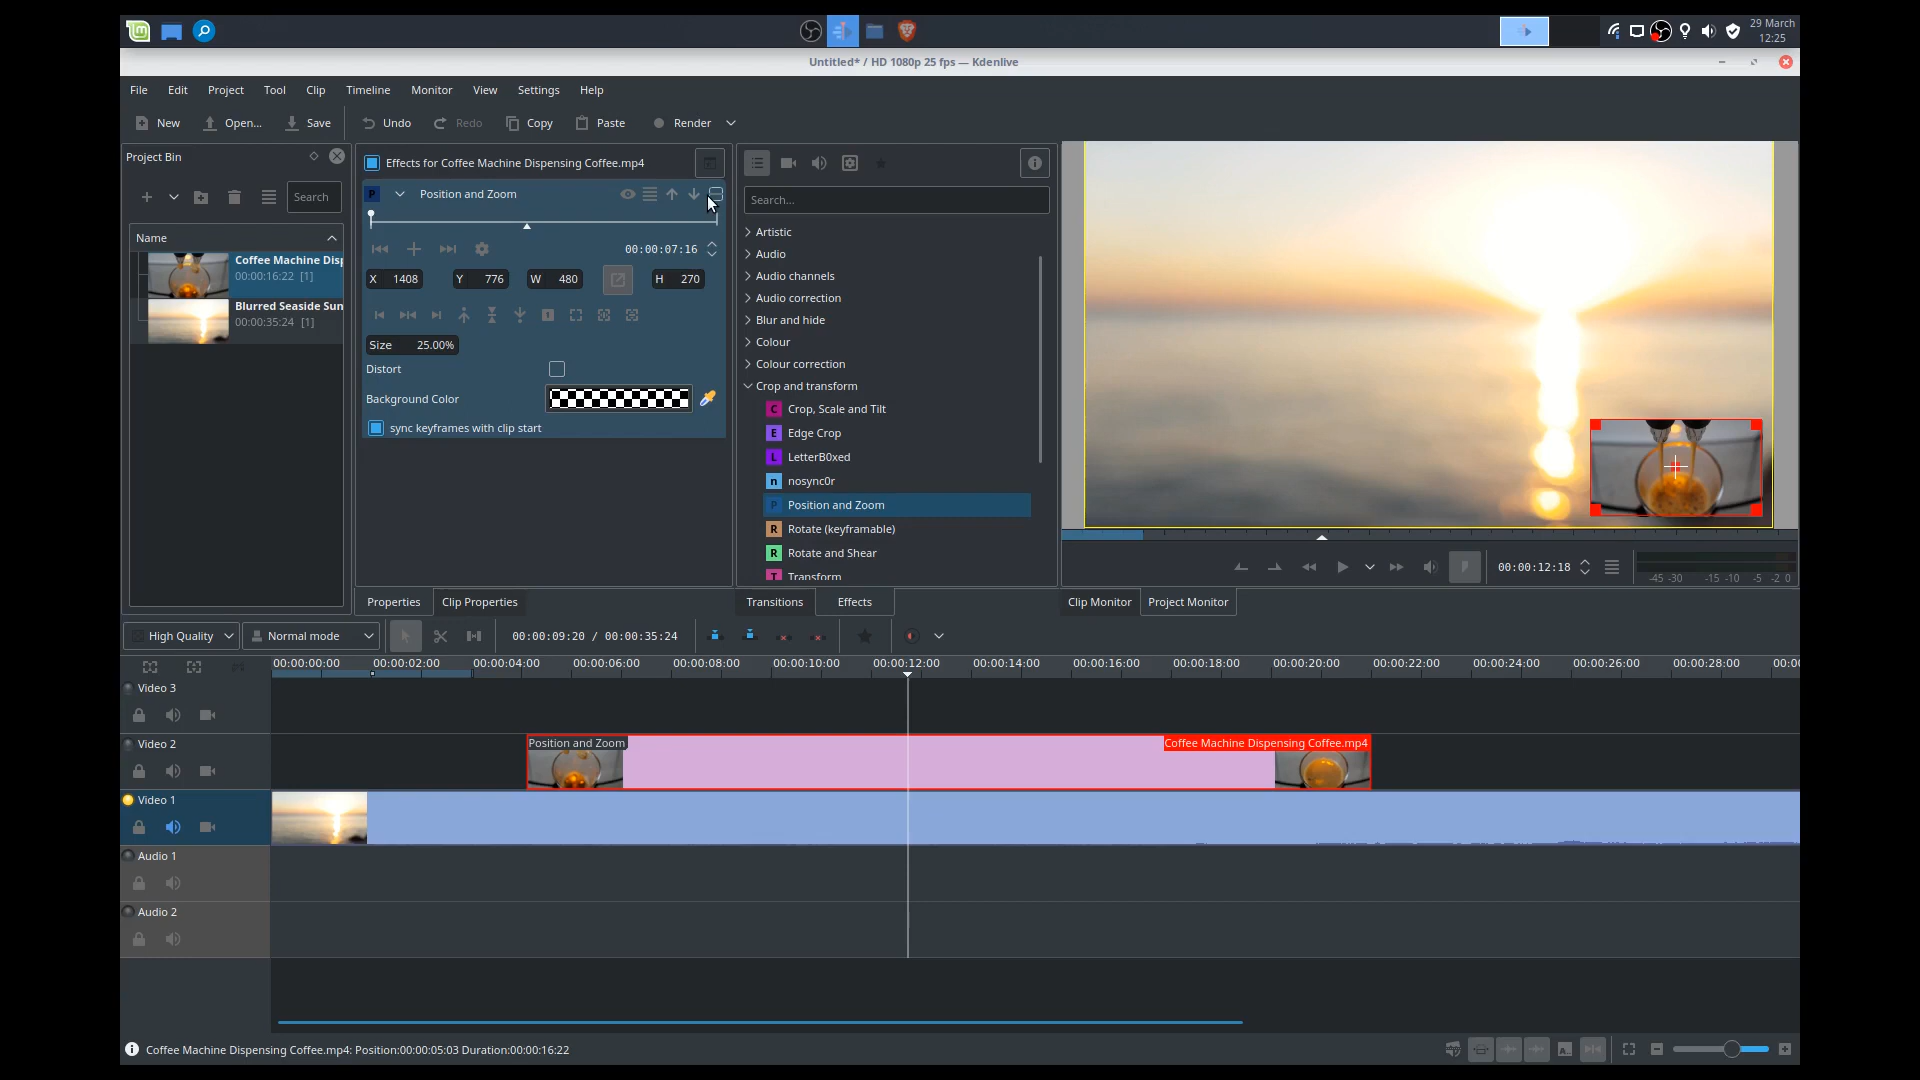 29 March
12:25
Untitled* / HD 1080p 25 fps — Kdenlive
File Edit Project Tool Clip Timeline Monitor View Settings Help
New Open... Save Undo Redo Copy Paste Render
Project Bin
Search
Name
Coffee Machine Disp
00:00:16:22 [1]
Blurred Seaside Sun
00:00:35:24 [1]
Effects for Coffee Machine Dispensing Coffee.mp4
P Position and Zoom
00:00:07:16
X 1408 Y 776 W 480 H 270
Size 25.00%
Distort
Background Color
sync keyframes with clip start
Properties Clip Properties
Search...
Artistic
Audio
Audio channels
Audio correction
Blur and hide
Colour
Colour correction
Crop and transform
C Crop, Scale and Tilt
E Edge Crop
L LetterB0xed
n nosync0r
P Position and Zoom
R Rotate (keyframable)
R Rotate and Shear
T Transform
Transitions Effects
00:00:12:18
-45 -30 -15 -10 -5 -2 0
Clip Monitor Project Monitor
High Quality Normal mode 00:00:09:20 / 00:00:35:24
00:00:00:00 00:00:02:00 00:00:04:00 00:00:06:00 00:00:08:00 00:00:10:00 00:00:12:00 00:00:14:00 00:00:16:00 00:00:18:00 00:00:20:00 00:00:22:00 00:00:24:00 00:00:26:00 00:00:28:00 00:0
Video 3
Video 2
Position and Zoom Coffee Machine Dispensing Coffee.mp4
Video 1
Audio 1
Audio 2
Coffee Machine Dispensing Coffee.mp4: Position:00:00:05:03 Duration:00:00:16:22